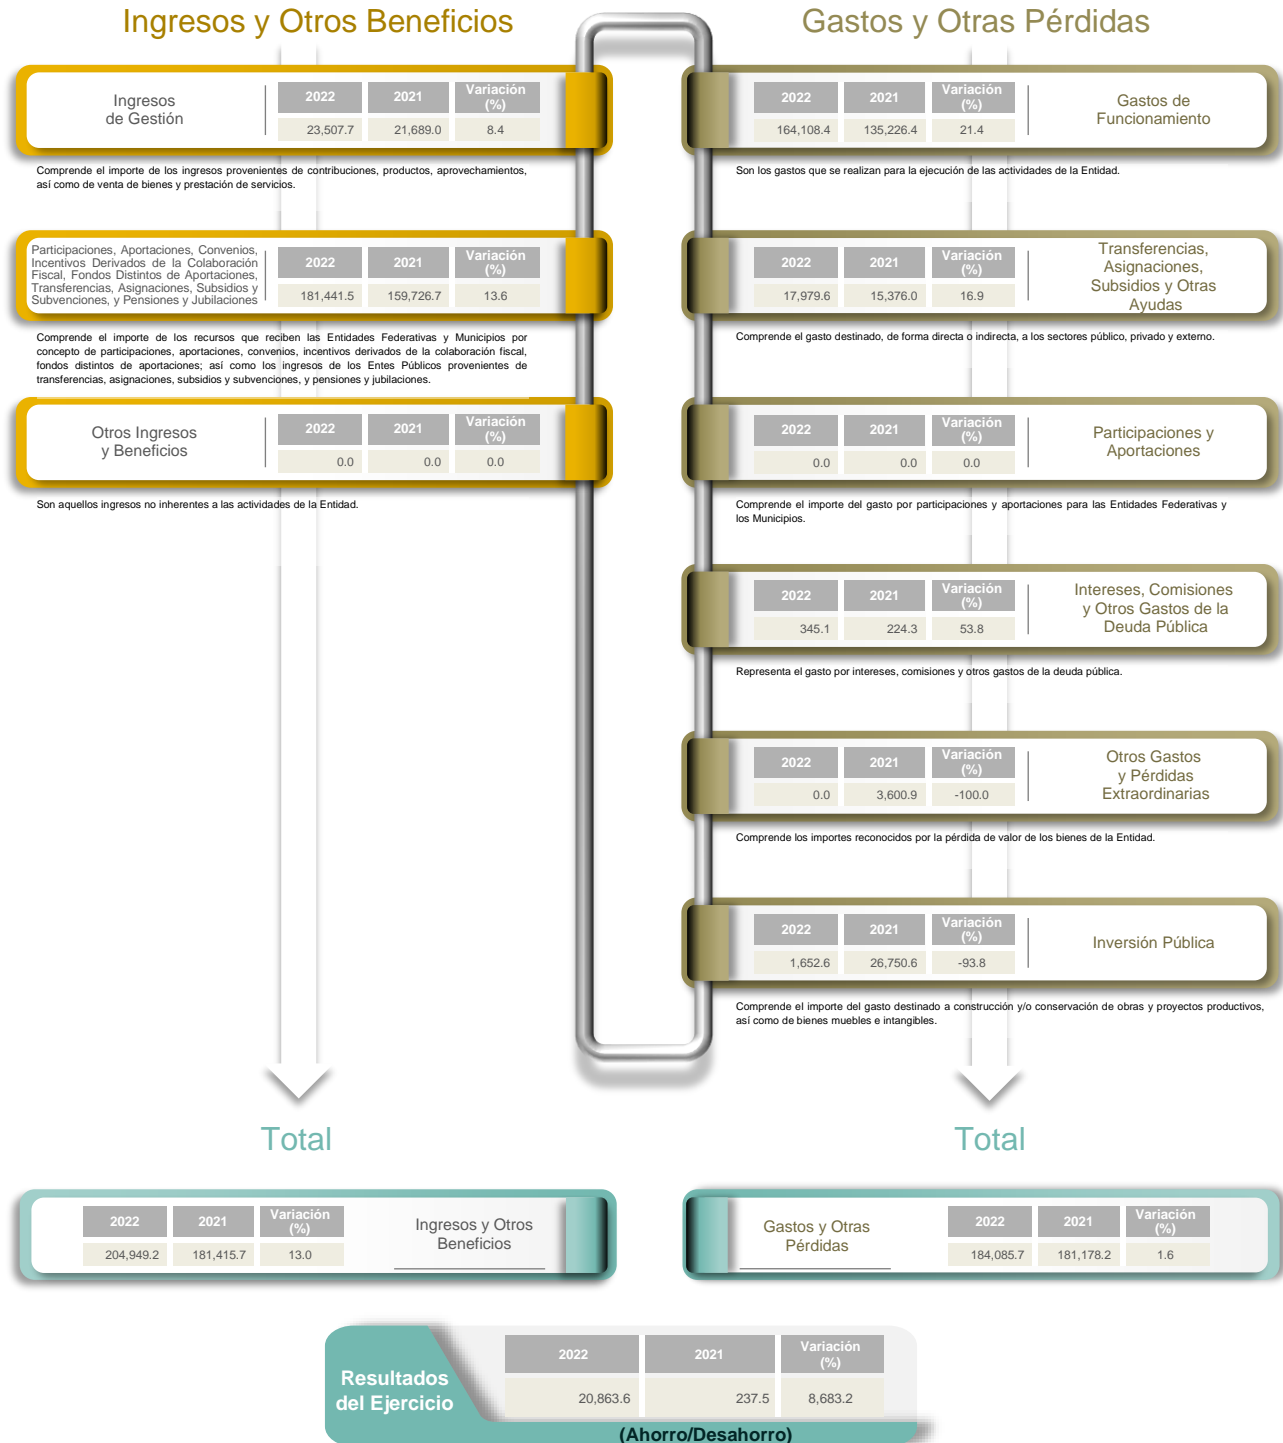 Ingresos y Otros Beneficios
Ingresos
de Gestión
2022 2021 Variación
(%)
23,507.7 21,689.0 8.4
Comprende el importe de los ingresos provenientes de contribuciones, productos, aprovechamientos,
así como de venta de bienes y prestación de servicios.
Participaciones, Aportaciones, Convenios,
Incentivos Derivados de la Colaboración
Fiscal, Fondos Distintos de Aportaciones,
Transferencias, Asignaciones, Subsidios y
Subvenciones, y Pensiones y Jubilaciones
2022 2021 Variación
(%)
181,441.5 159,726.7 13.6
Comprende el importe de los recursos que reciben las Entidades Federativas y Municipios por
concepto de participaciones, aportaciones, convenios, incentivos derivados de la colaboración fiscal,
fondos distintos de aportaciones; así como los ingresos de los Entes Públicos provenientes de
transferencias, asignaciones, subsidios y subvenciones, y pensiones y jubilaciones.
Otros Ingresos
y Beneficios
2022 2021 Variación
(%)
0.0 0.0 0.0
Son aquellos ingresos no inherentes a las actividades de la Entidad.
Total
2022 2021 Variación
(%)
204,949.2 181,415.7 13.0
Ingresos y Otros
Beneficios
Gastos y Otras Pérdidas
2022 2021 Variación
(%)
164,108.4 135,226.4 21.4
Gastos de
Funcionamiento
Son los gastos que se realizan para la ejecución de las actividades de la Entidad.
2022 2021 Variación
(%)
17,979.6 15,376.0 16.9
Transferencias,
Asignaciones,
Subsidios y Otras
Ayudas
Comprende el gasto destinado, de forma directa o indirecta, a los sectores público, privado y externo.
2022 2021 Variación
(%)
0.0 0.0 0.0
Participaciones y
Aportaciones
Comprende el importe del gasto por participaciones y aportaciones para las Entidades Federativas y
los Municipios.
2022 2021 Variación
(%)
345.1 224.3 53.8
Intereses, Comisiones
y Otros Gastos de la
Deuda Pública
Representa el gasto por intereses, comisiones y otros gastos de la deuda pública.
2022 2021 Variación
(%)
0.0 3,600.9 -100.0
Otros Gastos
y Pérdidas
Extraordinarias
Comprende los importes reconocidos por la pérdida de valor de los bienes de la Entidad.
2022 2021 Variación
(%)
1,652.6 26,750.6 -93.8
Inversión Pública
Comprende el importe del gasto destinado a construcción y/o conservación de obras y proyectos productivos,
así como de bienes muebles e intangibles.
Total
Gastos y Otras
Pérdidas
2022 2021 Variación
(%)
184,085.7 181,178.2 1.6
Resultados
del Ejercicio
2022 2021 Variación
(%)
20,863.6 237.5 8,683.2
(Ahorro/Desahorro)